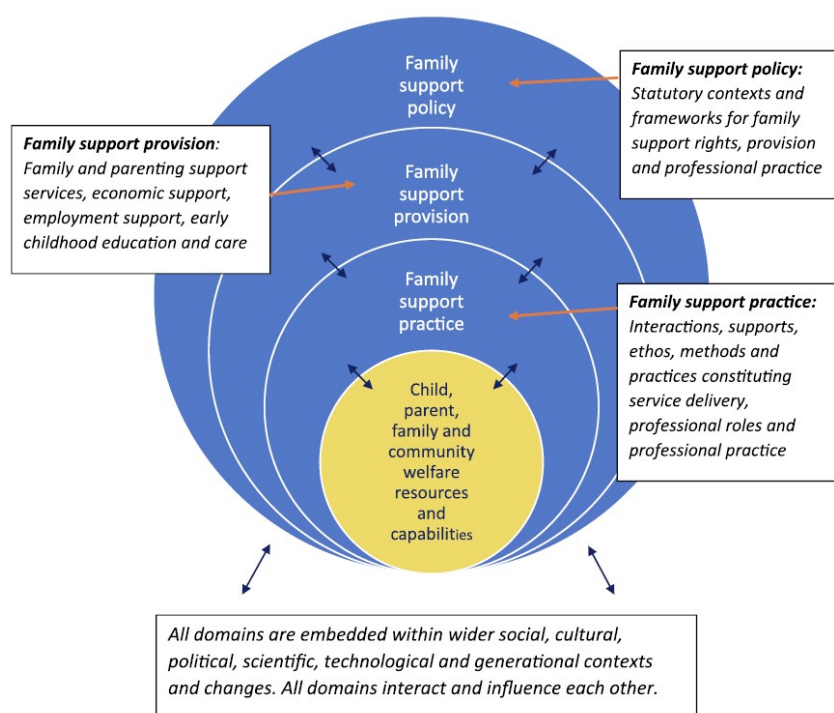 Family
support
policy
Family support policy:
Statutory contexts and
frameworks for family
support rights, provision
and professional practice
Family support provision:
Family and parenting support
services, economic support,
employment support, early
childhood education and care
Family
support
provision
Family
support
practice
Family support practice:
Interactions, supports,
ethos, methods and
practices constituting
service delivery,
professional roles and
professional practice
Child,
parent,
family and
community
welfare
resources
and
capabilities
All domains are embedded within wider social, cultural,
political, scientific, technological and generational contexts
and changes. All domains interact and influence each other.